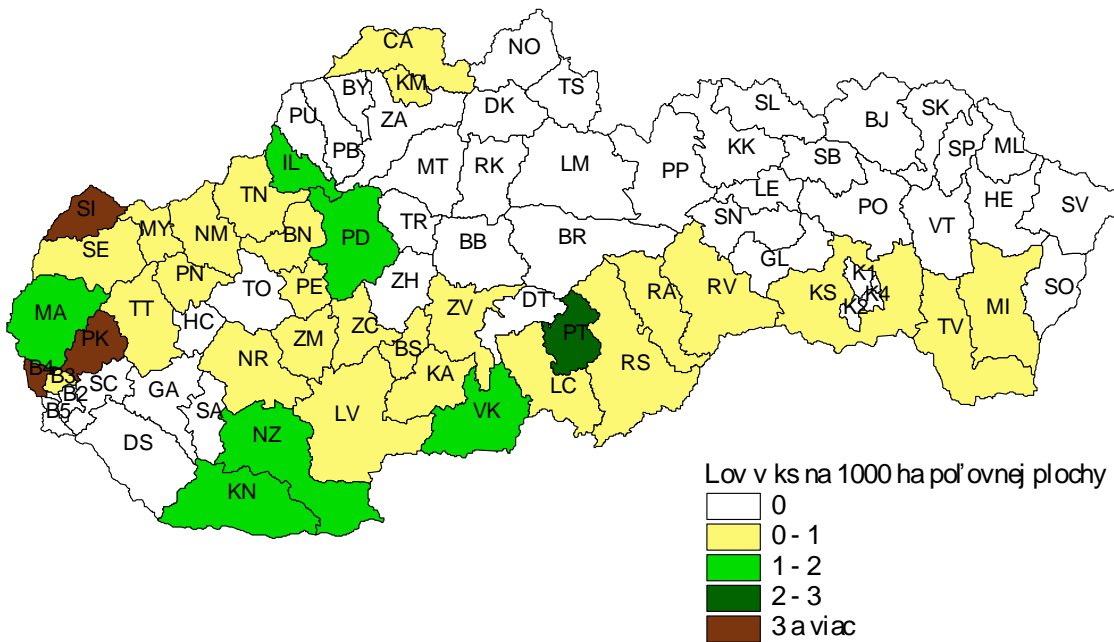 CA
NO
KM
TS
BY
PU
ZA
DK
SL
SK
BJ
PB
KK
SP
ML
IL
MT
RK
LM
PP
SB
TN
LE
HE
SI
TR
SN
PO
SV
MY
NM
BN
PD
BB
BR
VT
SE
GL
PN
ZH
K1
SO
TO
PE
RA
RV
KS
K4
MI
MA
TT
DT
K2
HC
ZC
ZV
TV
PK
ZM
BS
PT
NR
KA
RS
B4
B3
SC
GA
LC
B2
SA
LV
VK
B5
DS
NZ
KN
Lov v ks na 1000 ha poľovnej plochy
0
0 - 1
1 - 2
2 - 3
3 a viac